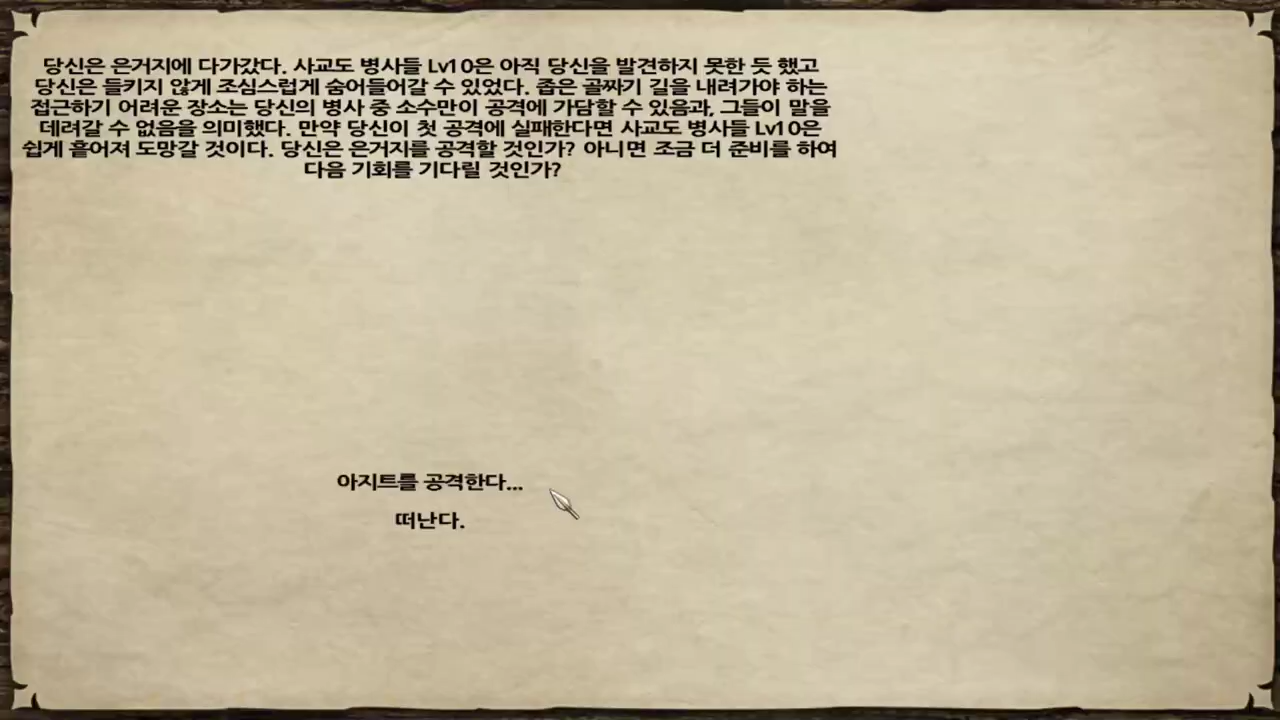 당신은 은거지에 다가갔다. 사교도 병사들 Lv10은 아직 당신을 발견하지 못한 듯 했고
당신은 들키지 않게 조심스럽게 숨어들어갈 수 있었다. 좁은 골짜기 길을 내려가야 하는
접근하기 어려운 장소는 당신의 병사 중 소수만이 공격에 가담할 수 있음과, 그들이 말을
데려갈 수 없음을 의미했다. 만약 당신이 첫 공격에 실패한다면 사교도 병사들 Lv10은
쉽게 흩어져 도망갈 것이다. 당신은 은거지를 공격할 것인가? 아니면 조금 더 준비를 하여
다음 기회를 기다릴 것인가?
아지트를 공격한다...
떠난다.